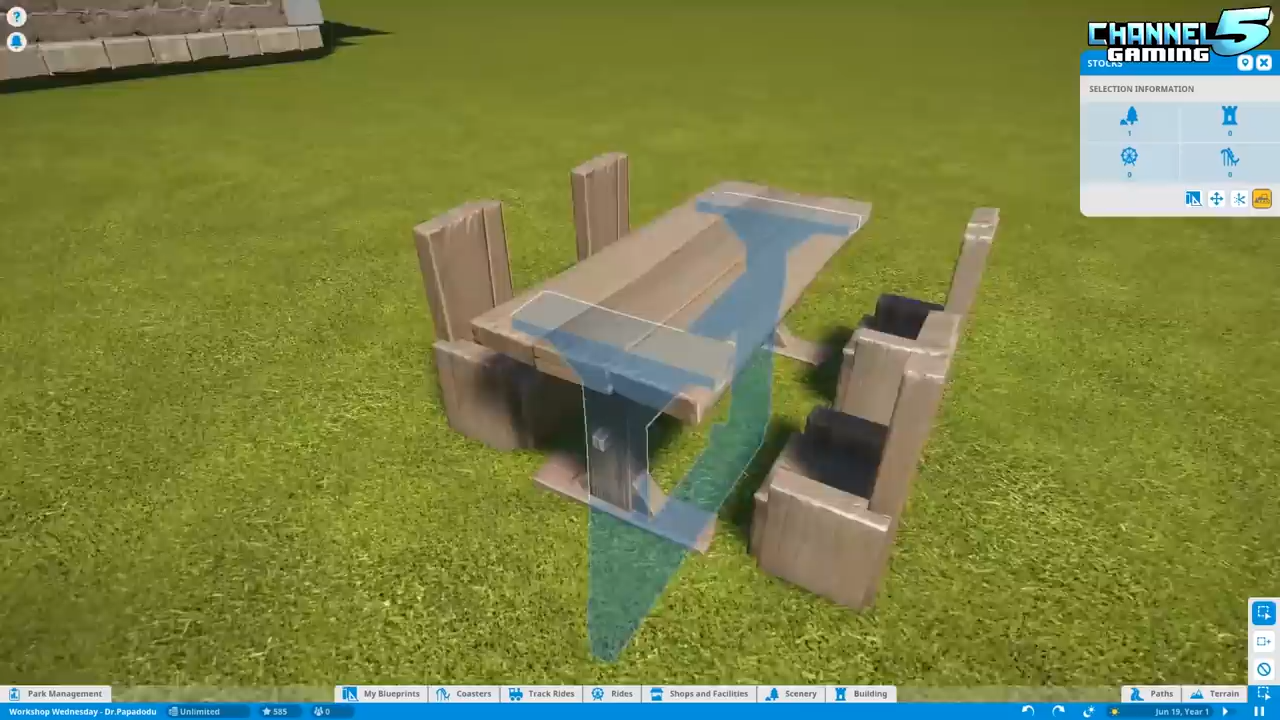 CHANNEL 5
GAMING
STOCKS
SELECTION INFORMATION
1
0
0
0
?
Park Management
My Blueprints
Coasters
Track Rides
Rides
Shops and Facilities
Scenery
Building
Paths
Terrain
Workshop Wednesday - Dr.Papadodu
Unlimited
585
0
Jun 19, Year 1